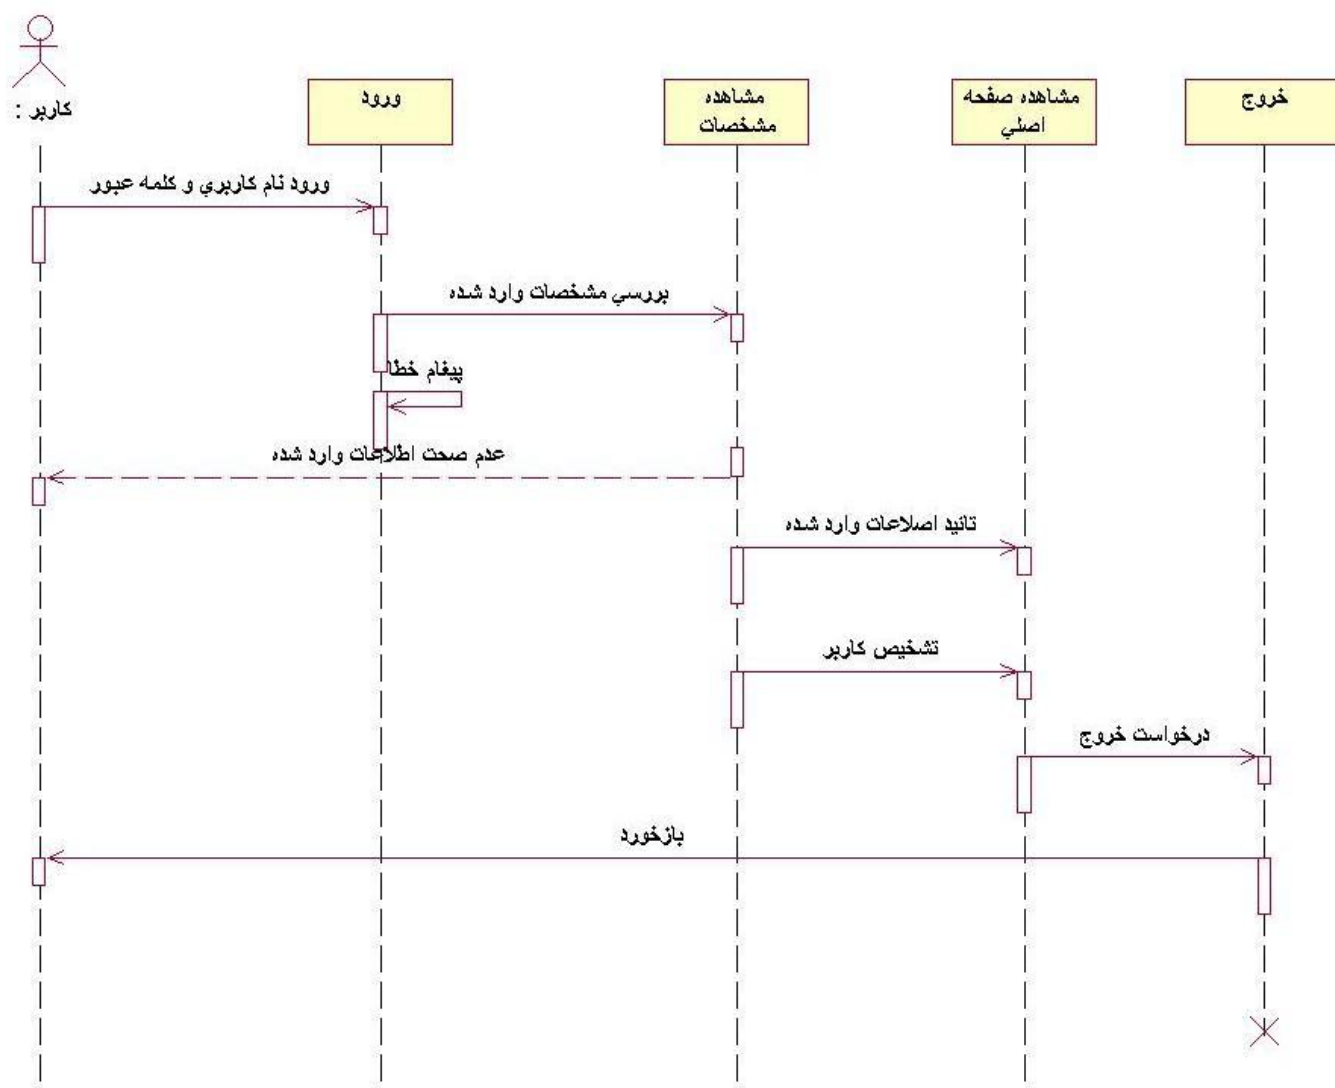 کاربر :
ورود
مشاهده
مشخصات
مشاهده صفحه
اصلي
خروج
ورود نام کاربري و کلمه عبور
بررسي مشخصات وارد شده
پيغام خطا
عدم صحت اطلاعات وارد شده
تائيد اصلاعات وارد شده
تشخيص کاربر
درخواست خروج
بازخورد